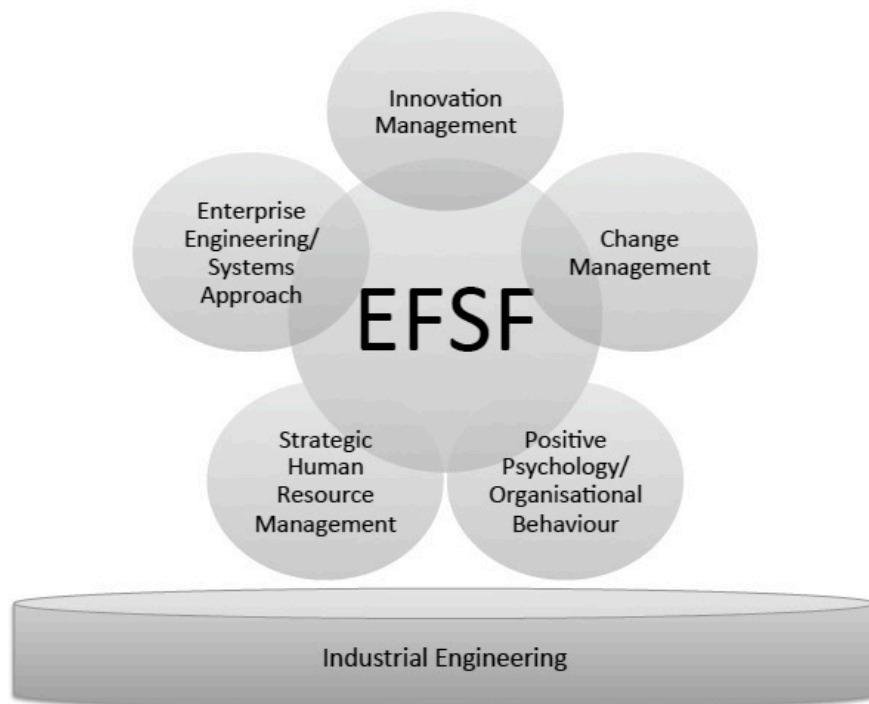 Innovation
Management
Enterprise
Engineering/
Systems
Approach
Change
Management
EFSF
Strategic
Human
Resource
Management
Positive
Psychology/
Organisational
Behaviour
Industrial Engineering